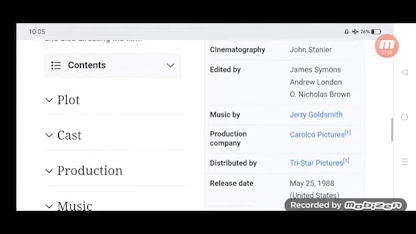 10:05
26%
Contents
Plot
Cast
Production
Music
Cinematography John Stanier
Edited by James Symons
Andrew London
O. Nicholas Brown
Music by Jerry Goldsmith
Production company Carolco Pictures[1]
Distributed by Tri-Star Pictures[1]
Release date May 25, 1988
(United States)
Recorded by mobizen